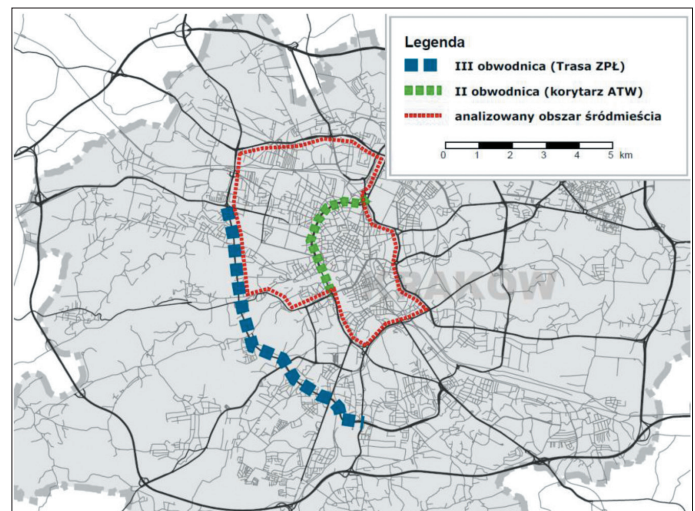 Legenda
III obwodnica (Trasa ZPŁ)
II obwodnica (korytarz ATW)
analizowany obszar śródmieścia
0 1 2 3 4 5 km
KRAKÓW